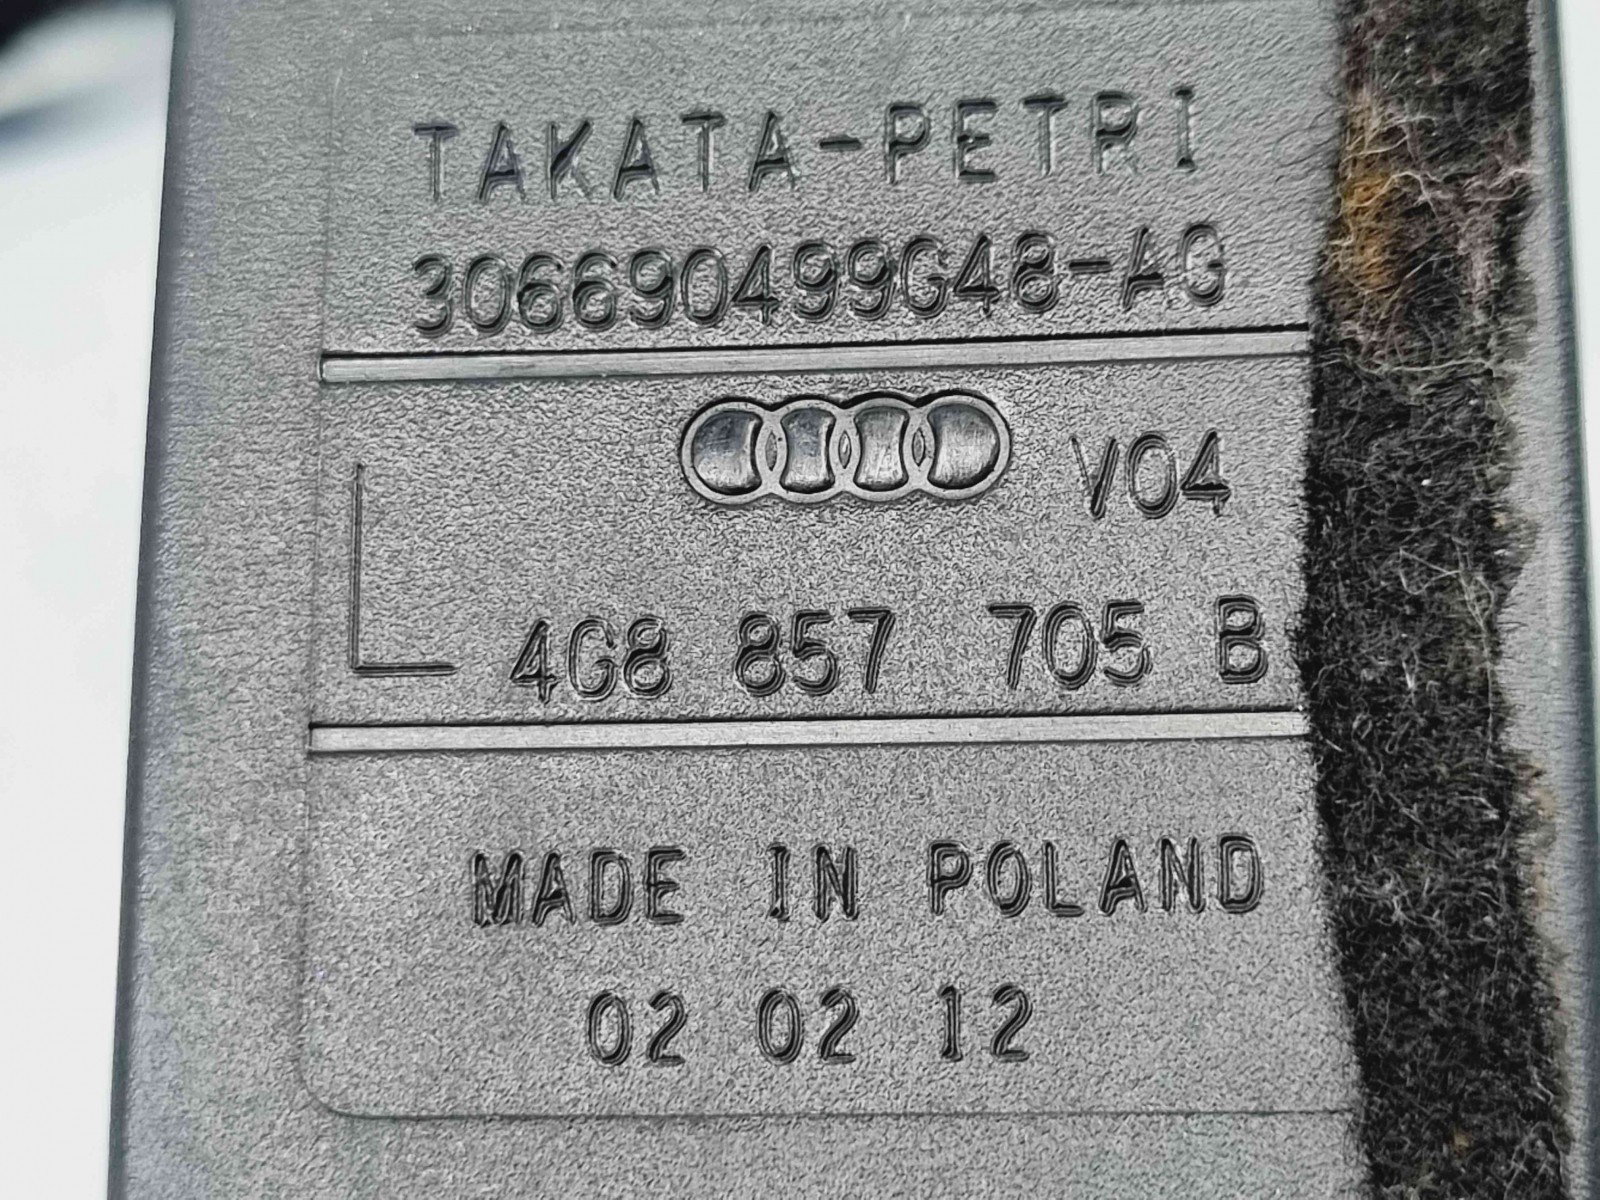 TAKATA-PETRI
306690499G48-AG
V04
L 4G8 857 705 B
MADE IN POLAND
02 02 12